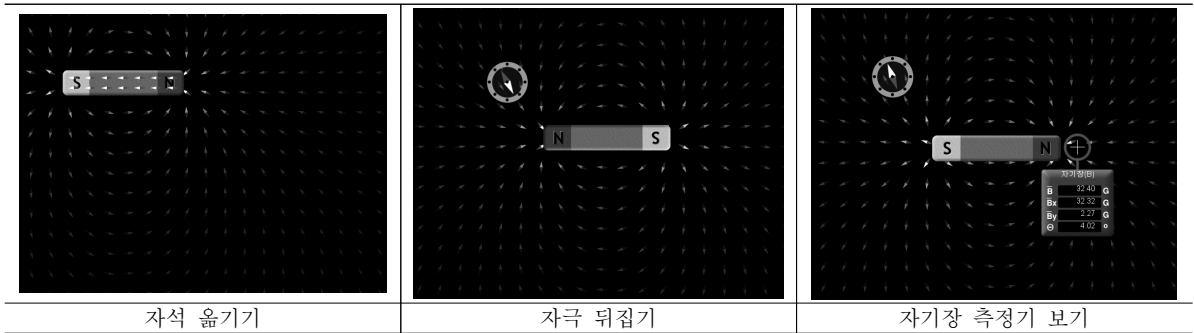 S N
N S
S N
자기장(B)
B 32.40 G
Bx 32.32 G
By 2.27 G
Θ 4.02 °
자석 옮기기
자극 뒤집기
자기장 측정기 보기